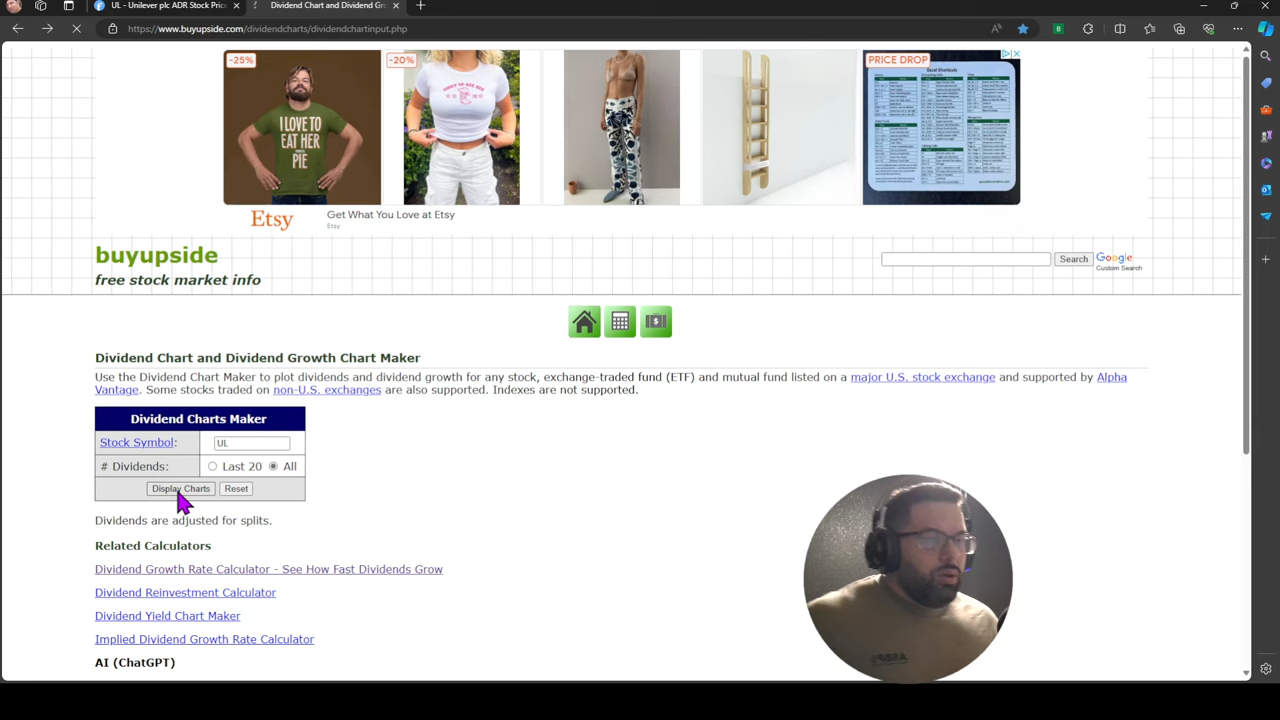 UL - Unilever plc ADR Stock Price
Dividend Chart and Dividend Gro
https://www.buyupside.com/dividendcharts/dividendchartinput.php
-25%
-20%
PRICE DROP
I LOVE TO
EAT HER
PIE
Etsy
Get What You Love at Etsy
Etsy
buyupside
free stock market info
Search
Google
Custom Search
Dividend Chart and Dividend Growth Chart Maker
Use the Dividend Chart Maker to plot dividends and dividend growth for any stock, exchange-traded fund (ETF) and mutual fund listed on a major U.S. stock exchange and supported by Alpha
Vantage. Some stocks traded on non-U.S. exchanges are also supported. Indexes are not supported.
Dividend Charts Maker
Stock Symbol: UL
# Dividends: Last 20 All
Display Charts Reset
Dividends are adjusted for splits.
Related Calculators
Dividend Growth Rate Calculator - See How Fast Dividends Grow
Dividend Reinvestment Calculator
Dividend Yield Chart Maker
Implied Dividend Growth Rate Calculator
AI (ChatGPT)